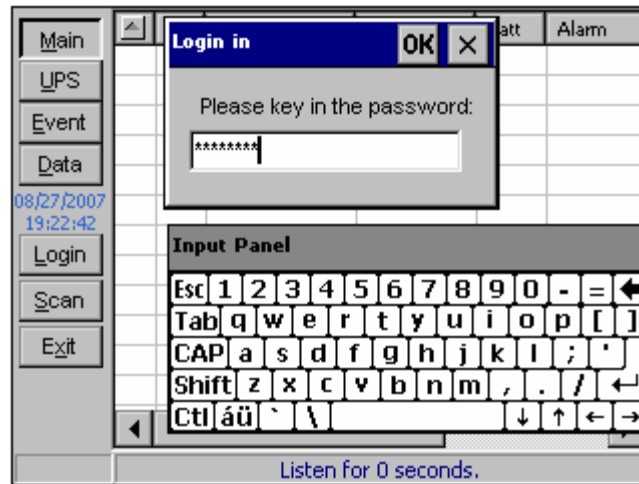 Main
UPS
Event
Data
08/27/2007
19:22:42
Login
Scan
Exit
att Alarm
Login in OK ×
Please key in the password:
********
Input Panel
Esc 1 2 3 4 5 6 7 8 9 0 - = ←
Tab q w e r t y u i o p [ ]
CAP a s d f g h j k l ; '
Shift z x c v b n m , . / ↵
Ctl áü ` \ ↓ ↑ ← →
Listen for 0 seconds.